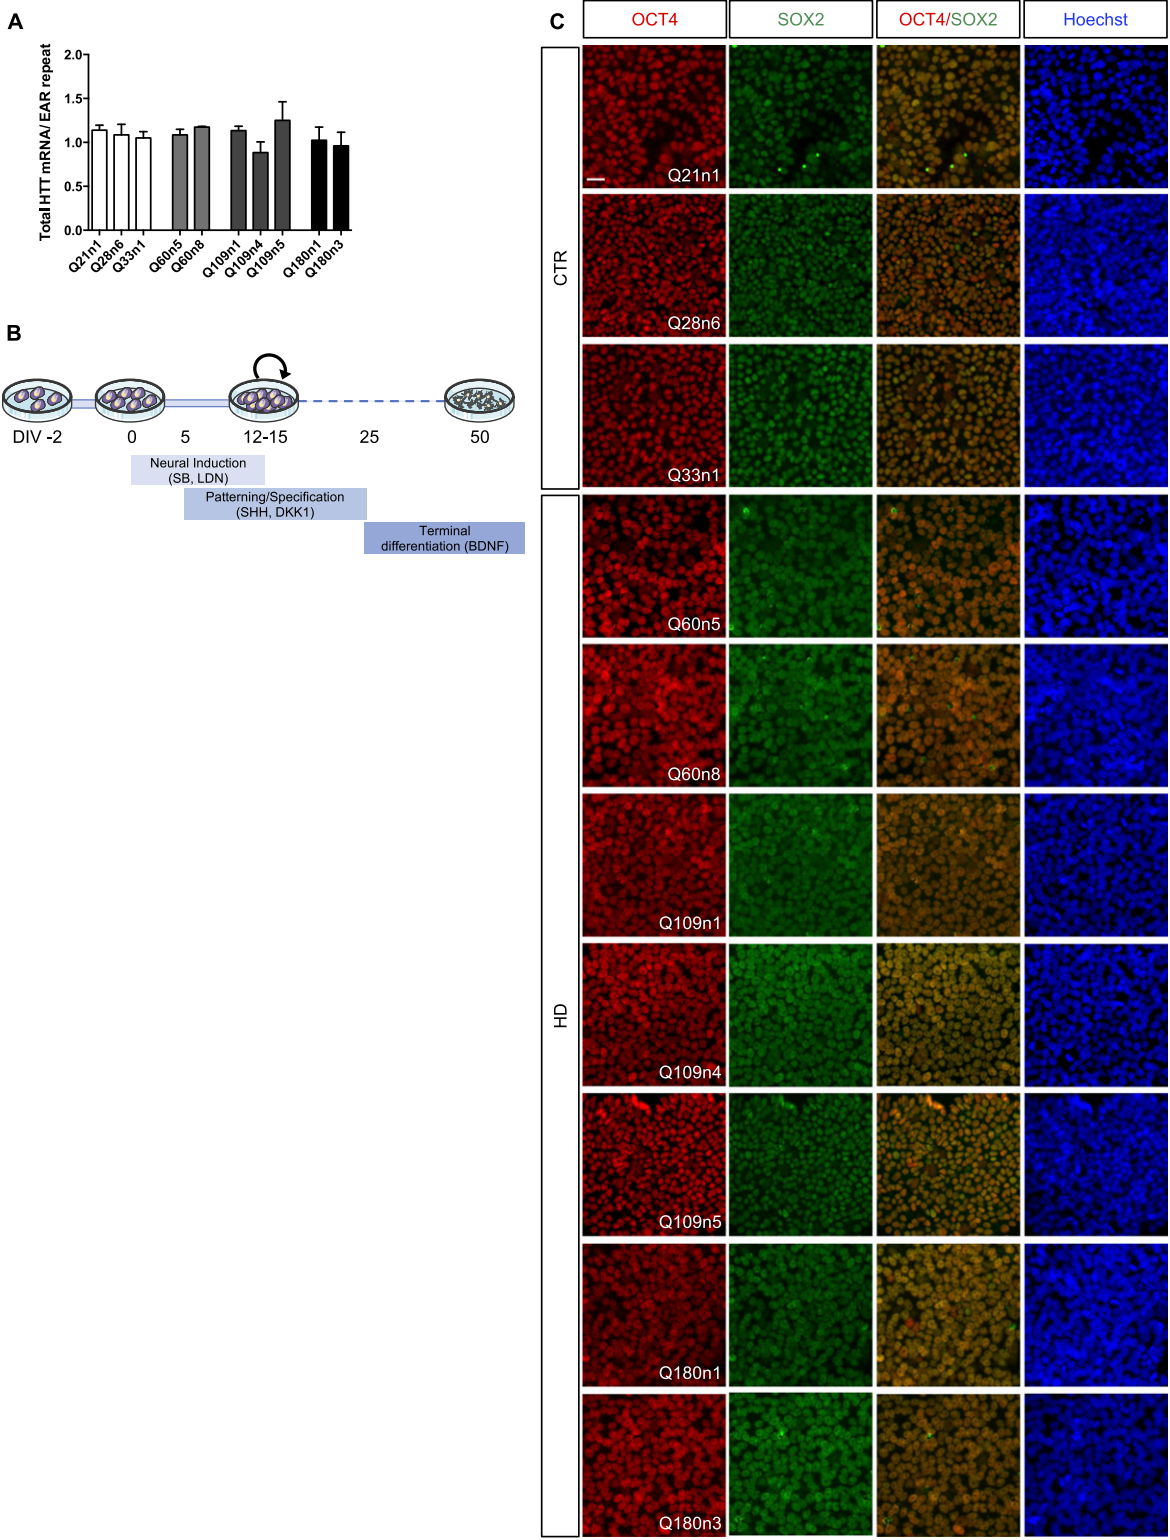 A
Total HTT mRNA/ EAR repeat
2.0
1.5
1.0
0.5
0.0
Q21n1
Q28n6
Q33n1
Q60n5
Q60n8
Q109n1
Q109n4
Q109n5
Q180n1
Q180n3
B
DIV -2
0
5
12-15
25
50
Neural Induction
(SB, LDN)
Patterning/Specification
(SHH, DKK1)
Terminal
differentiation (BDNF)
C
OCT4
SOX2
OCT4/SOX2
Hoechst
CTR
Q21n1
Q28n6
Q33n1
HD
Q60n5
Q60n8
Q109n1
Q109n4
Q109n5
Q180n1
Q180n3